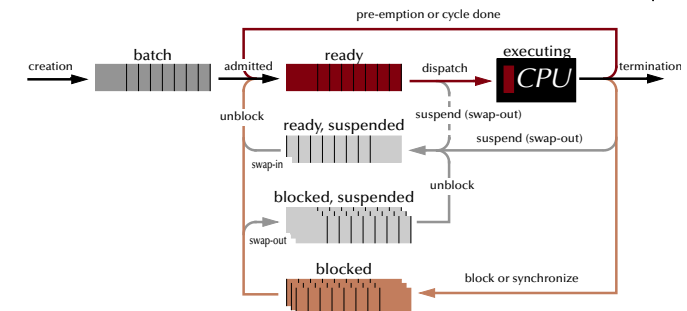 pre-emption or cycle done
creation
batch
admitted
ready
dispatch
executing
CPU
termination
unblock
ready, suspended
suspend (swap-out)
suspend (swap-out)
swap-in
blocked, suspended
unblock
swap-out
blocked
block or synchronize